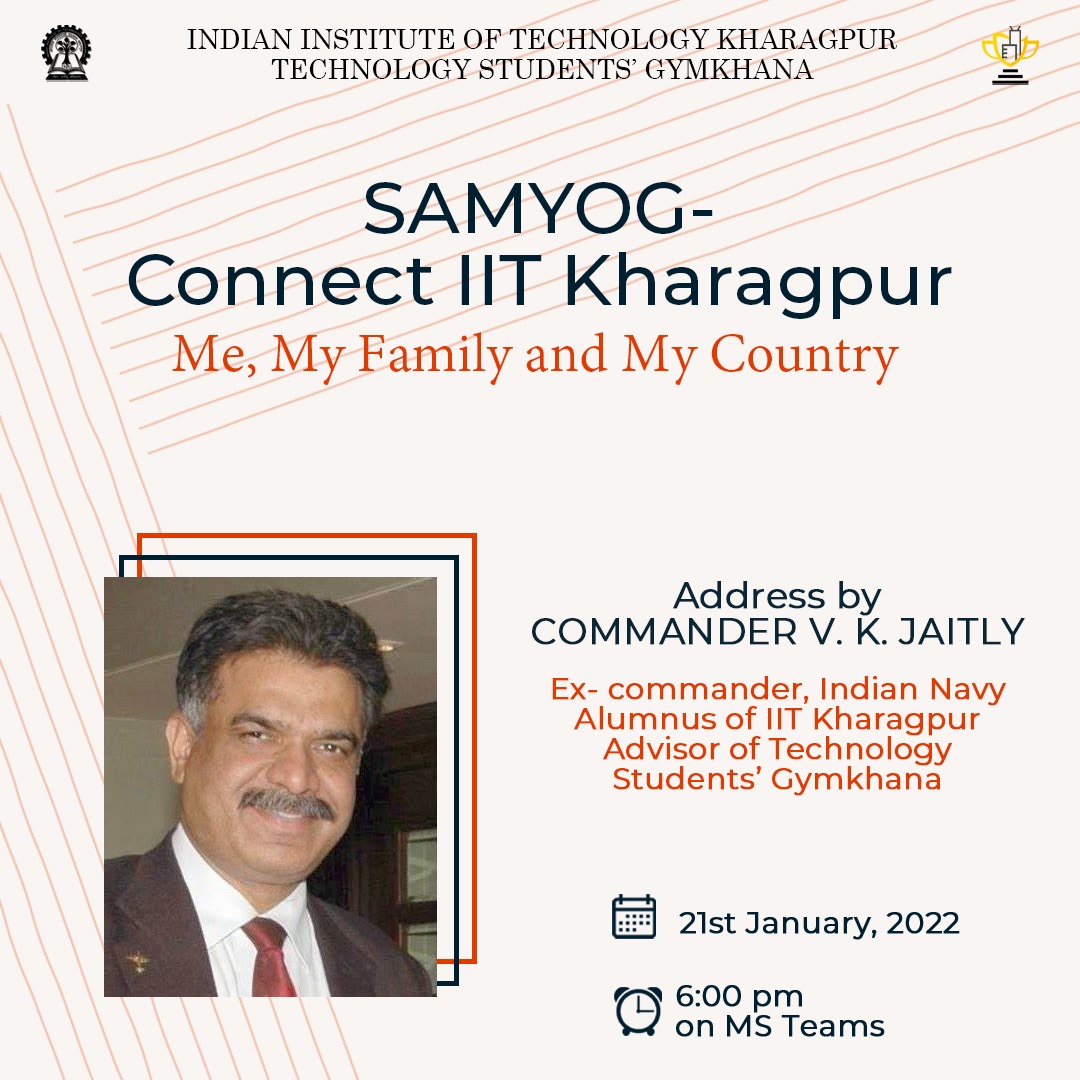 INDIAN INSTITUTE OF TECHNOLOGY KHARAGPUR
TECHNOLOGY STUDENTS’ GYMKHANA
SAMYOG-
Connect IIT Kharagpur
Me, My Family and My Country
Address by
COMMANDER V. K. JAITLY
Ex- commander, Indian Navy
Alumnus of IIT Kharagpur
Advisor of Technology
Students’ Gymkhana
21st January, 2022
6:00 pm
on MS Teams